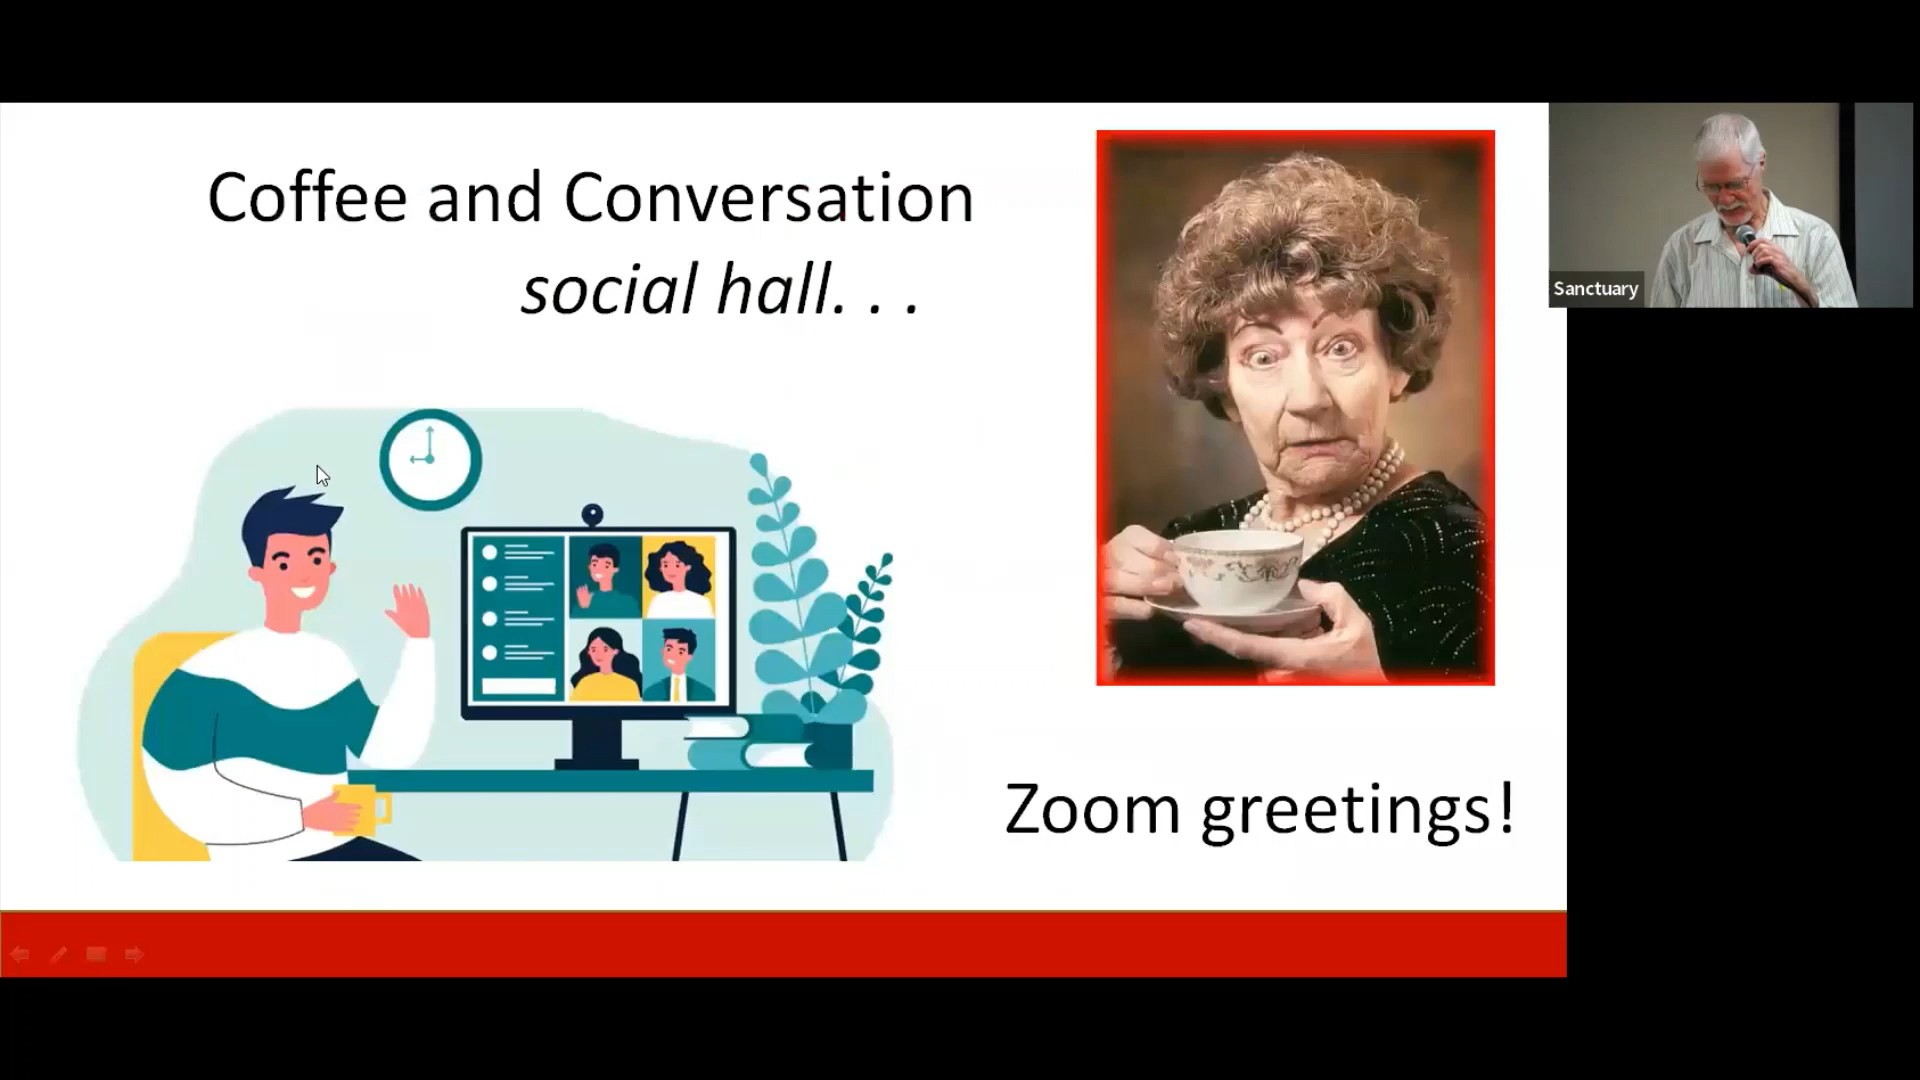 Coffee and Conversation
social hall. . .
Sanctuary
Zoom greetings!